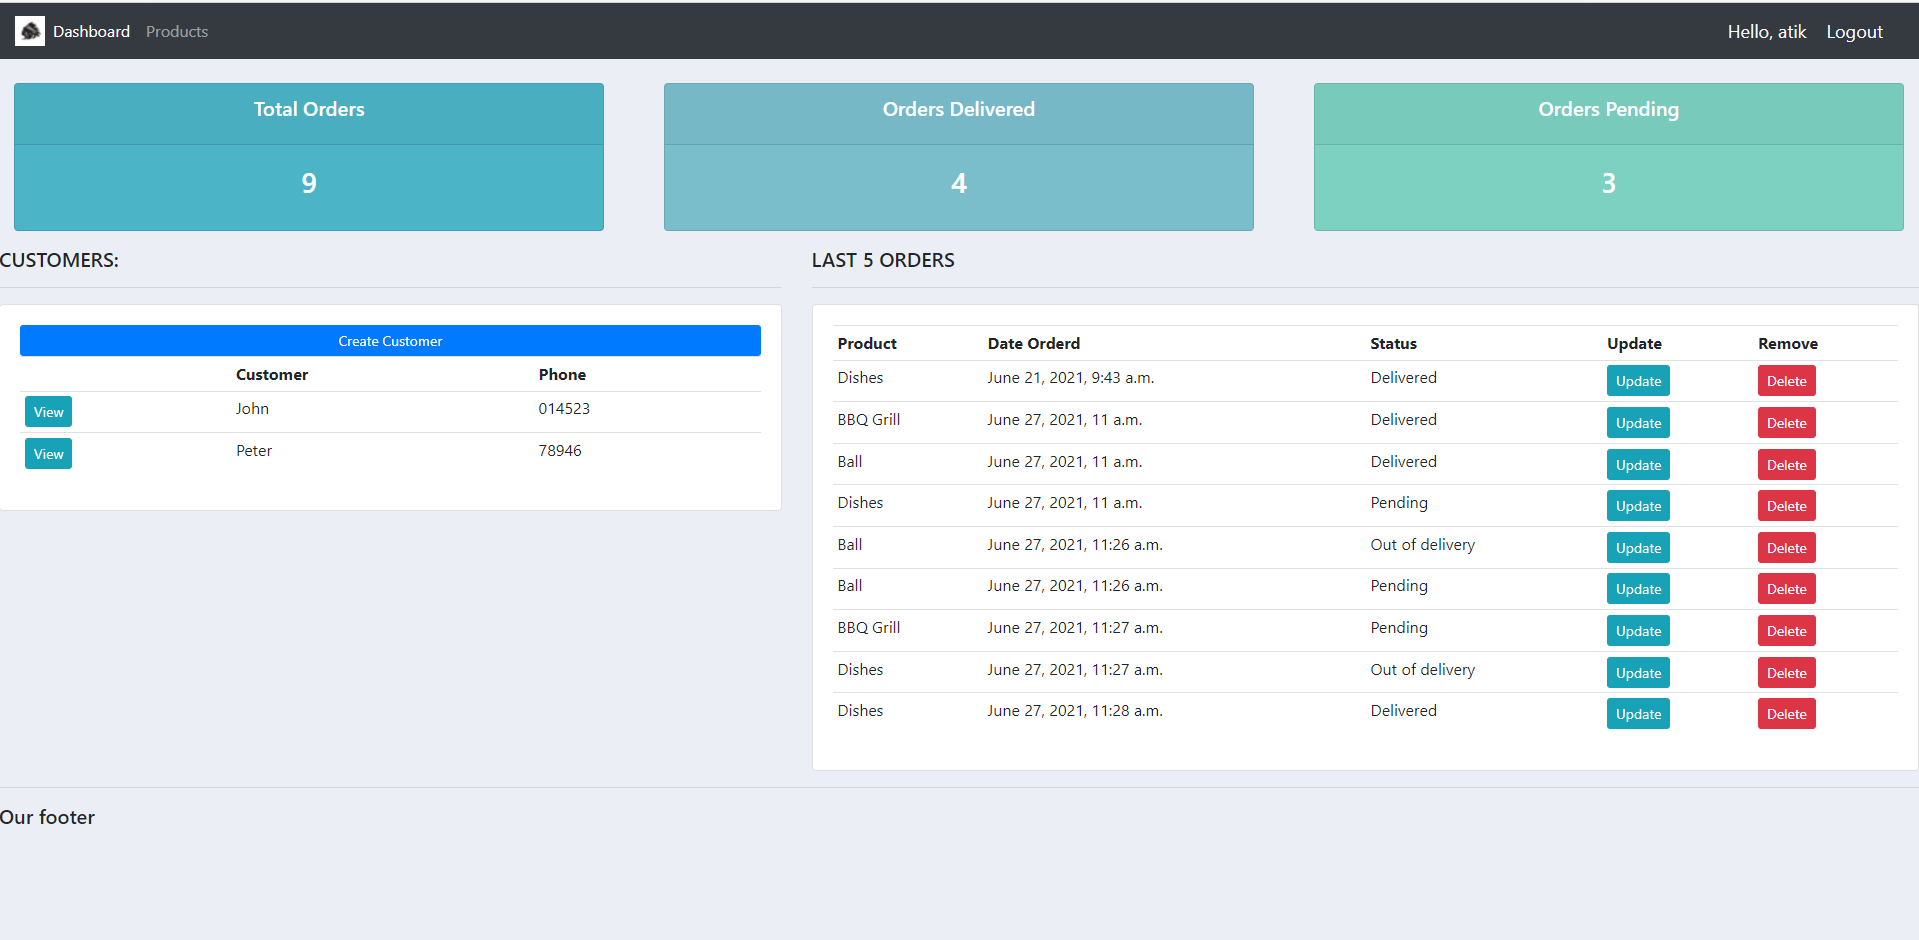 Dashboard Products Hello, atik Logout
Total Orders Orders Delivered Orders Pending
9 4 3
CUSTOMERS:
Create Customer
Customer Phone
View John 014523
View Peter 78946
LAST 5 ORDERS
Product Date Orderd Status Update Remove
Dishes June 21, 2021, 9:43 a.m. Delivered Update Delete
BBQ Grill June 27, 2021, 11 a.m. Delivered Update Delete
Ball June 27, 2021, 11 a.m. Delivered Update Delete
Dishes June 27, 2021, 11 a.m. Pending Update Delete
Ball June 27, 2021, 11:26 a.m. Out of delivery Update Delete
Ball June 27, 2021, 11:26 a.m. Pending Update Delete
BBQ Grill June 27, 2021, 11:27 a.m. Pending Update Delete
Dishes June 27, 2021, 11:27 a.m. Out of delivery Update Delete
Dishes June 27, 2021, 11:28 a.m. Delivered Update Delete
Our footer